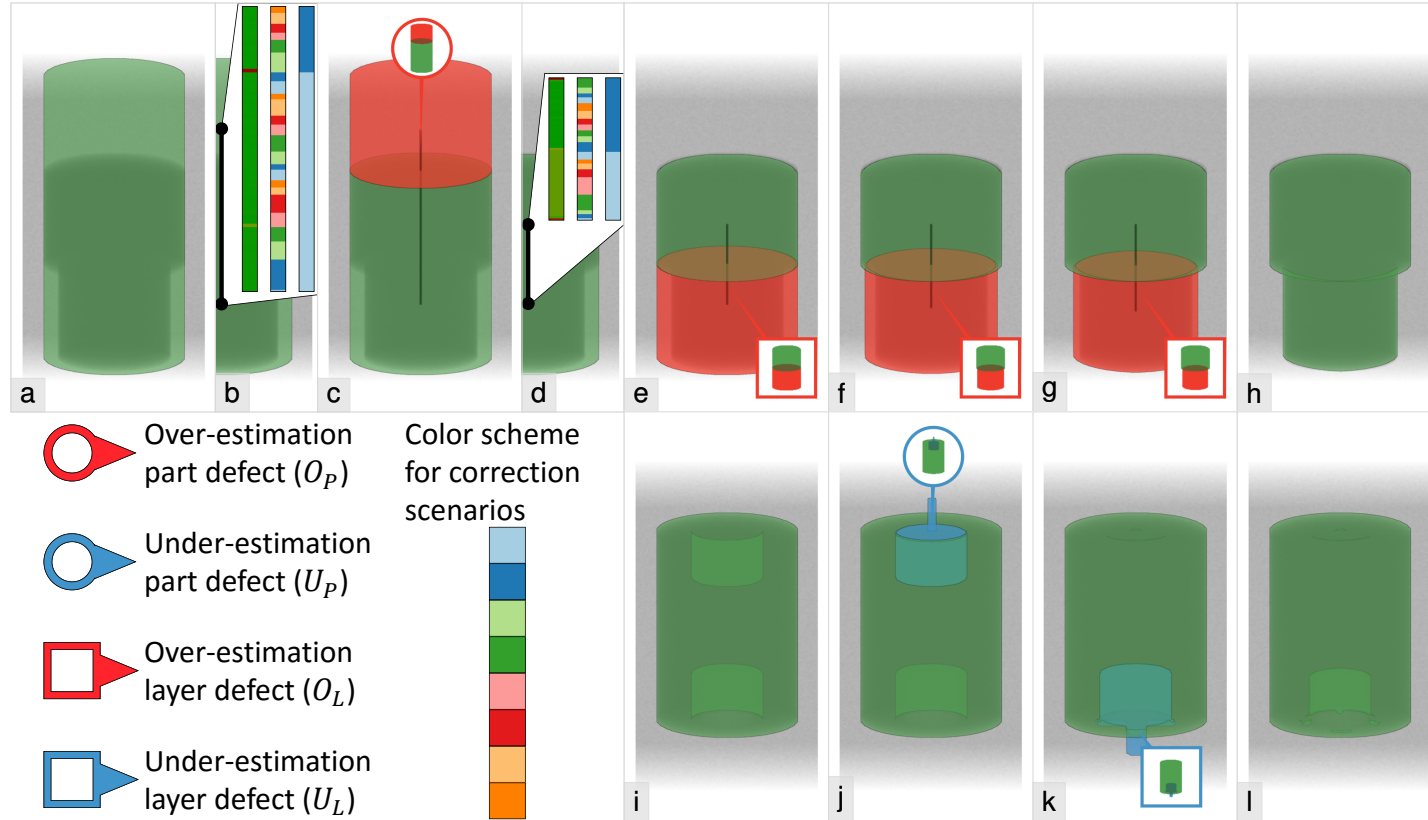 a
b
c
d
e
f
g
h
Over-estimation
part defect (O_P)
Under-estimation
part defect (U_P)
Over-estimation
layer defect (O_L)
Under-estimation
layer defect (U_L)
Color scheme
for correction
scenarios
i
j
k
l